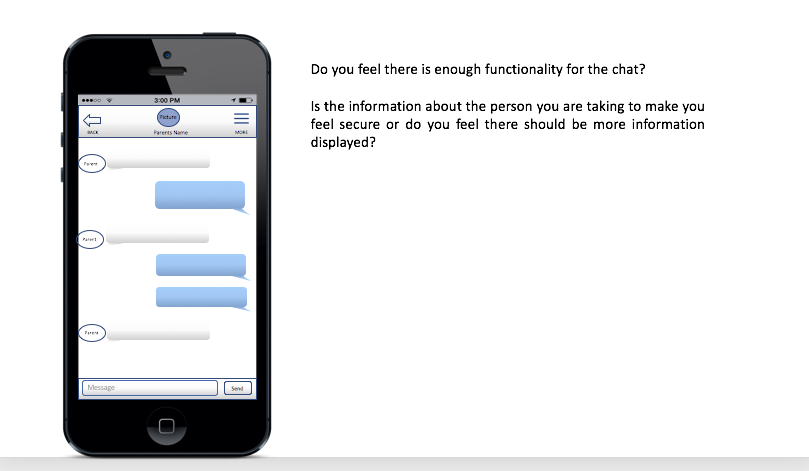 Do you feel there is enough functionality for the chat?
Is the information about the person you are taking to make you
feel secure or do you feel there should be more information
displayed?
3:00 PM
Picture
BACK
Parents Name
MORE
Parent
Parent
Parent
Message
Send